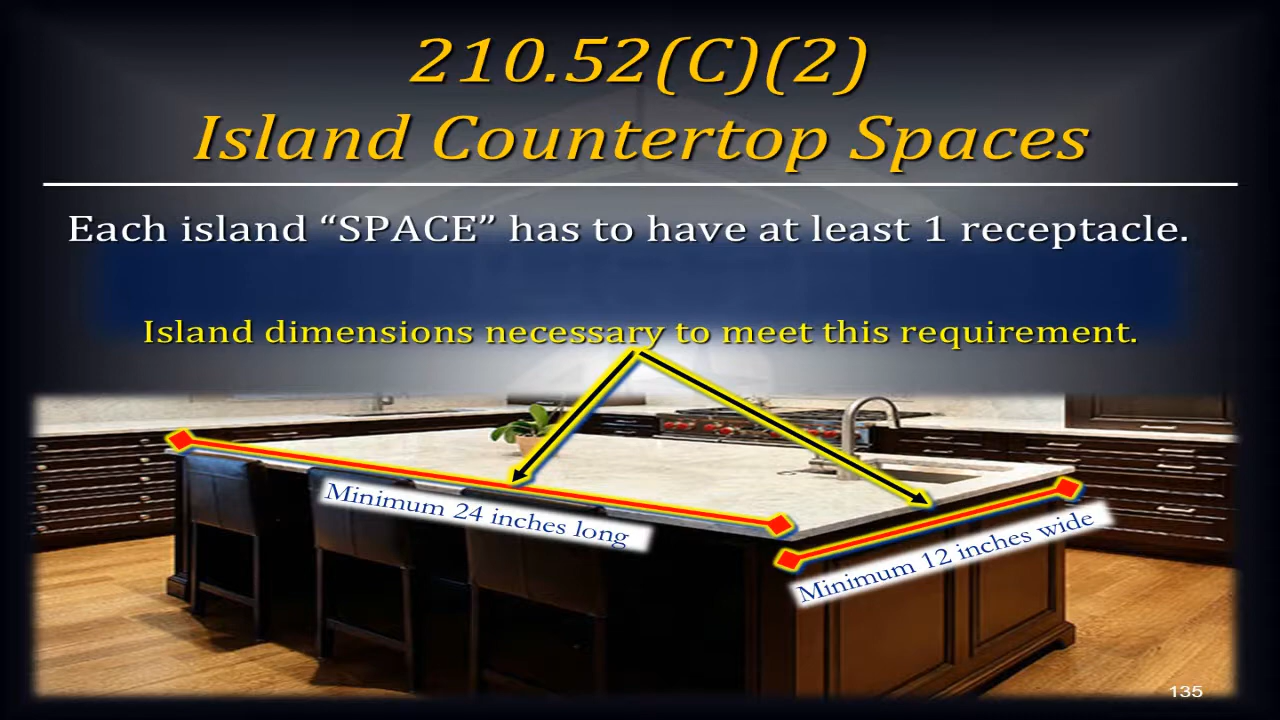 210.52(C)(2)
Island Countertop Spaces
Each island “SPACE” has to have at least 1 receptacle.
Island dimensions necessary to meet this requirement.
Minimum 24 inches long
Minimum 12 inches wide
135